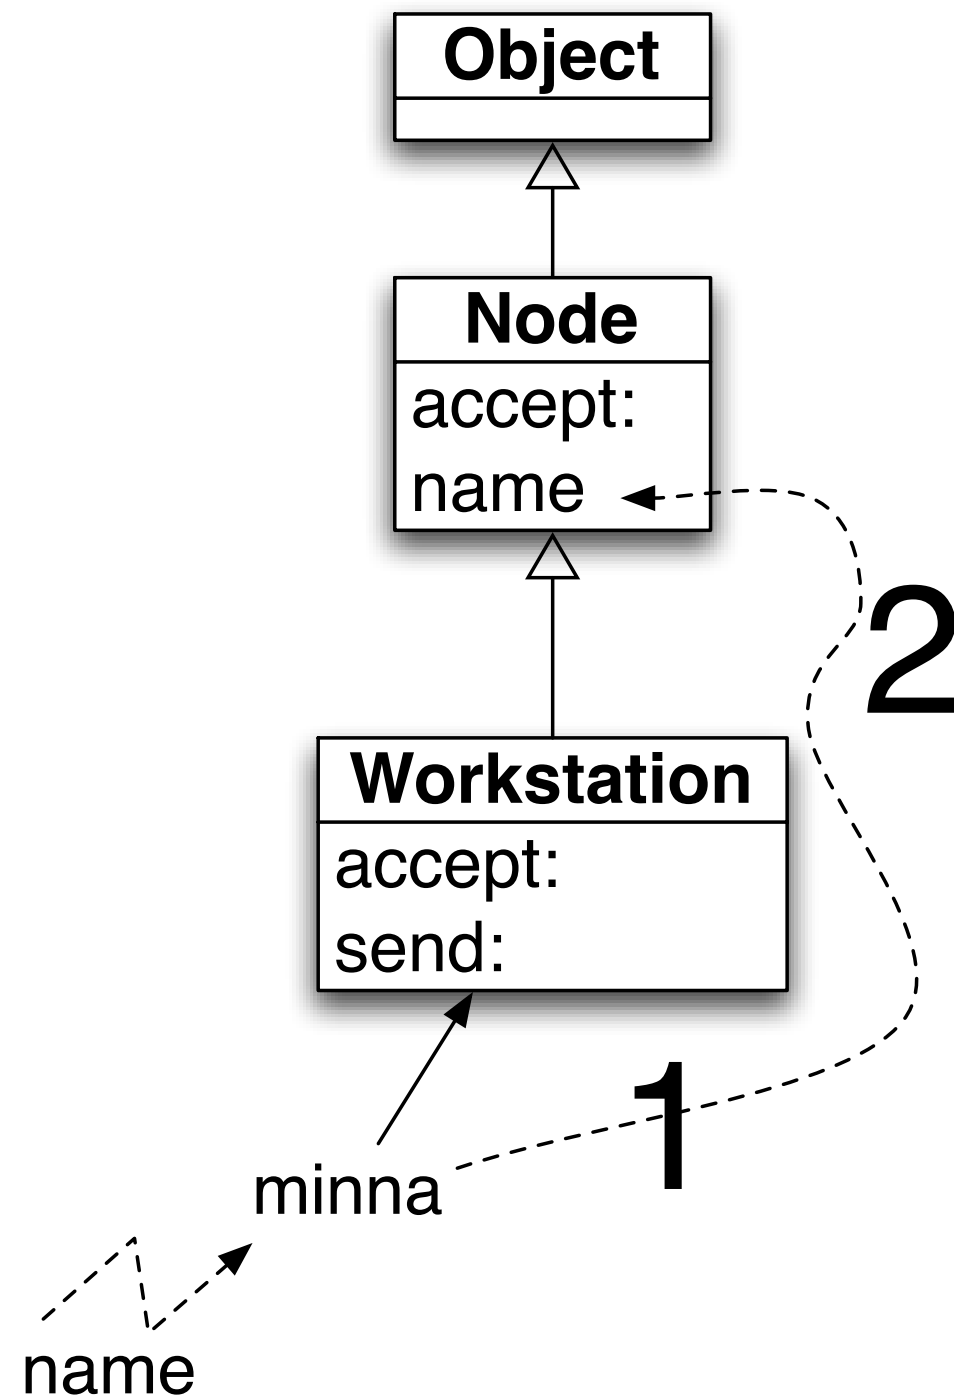 Object
Node
accept:
name
2
Workstation
accept:
send:
1
minna
name